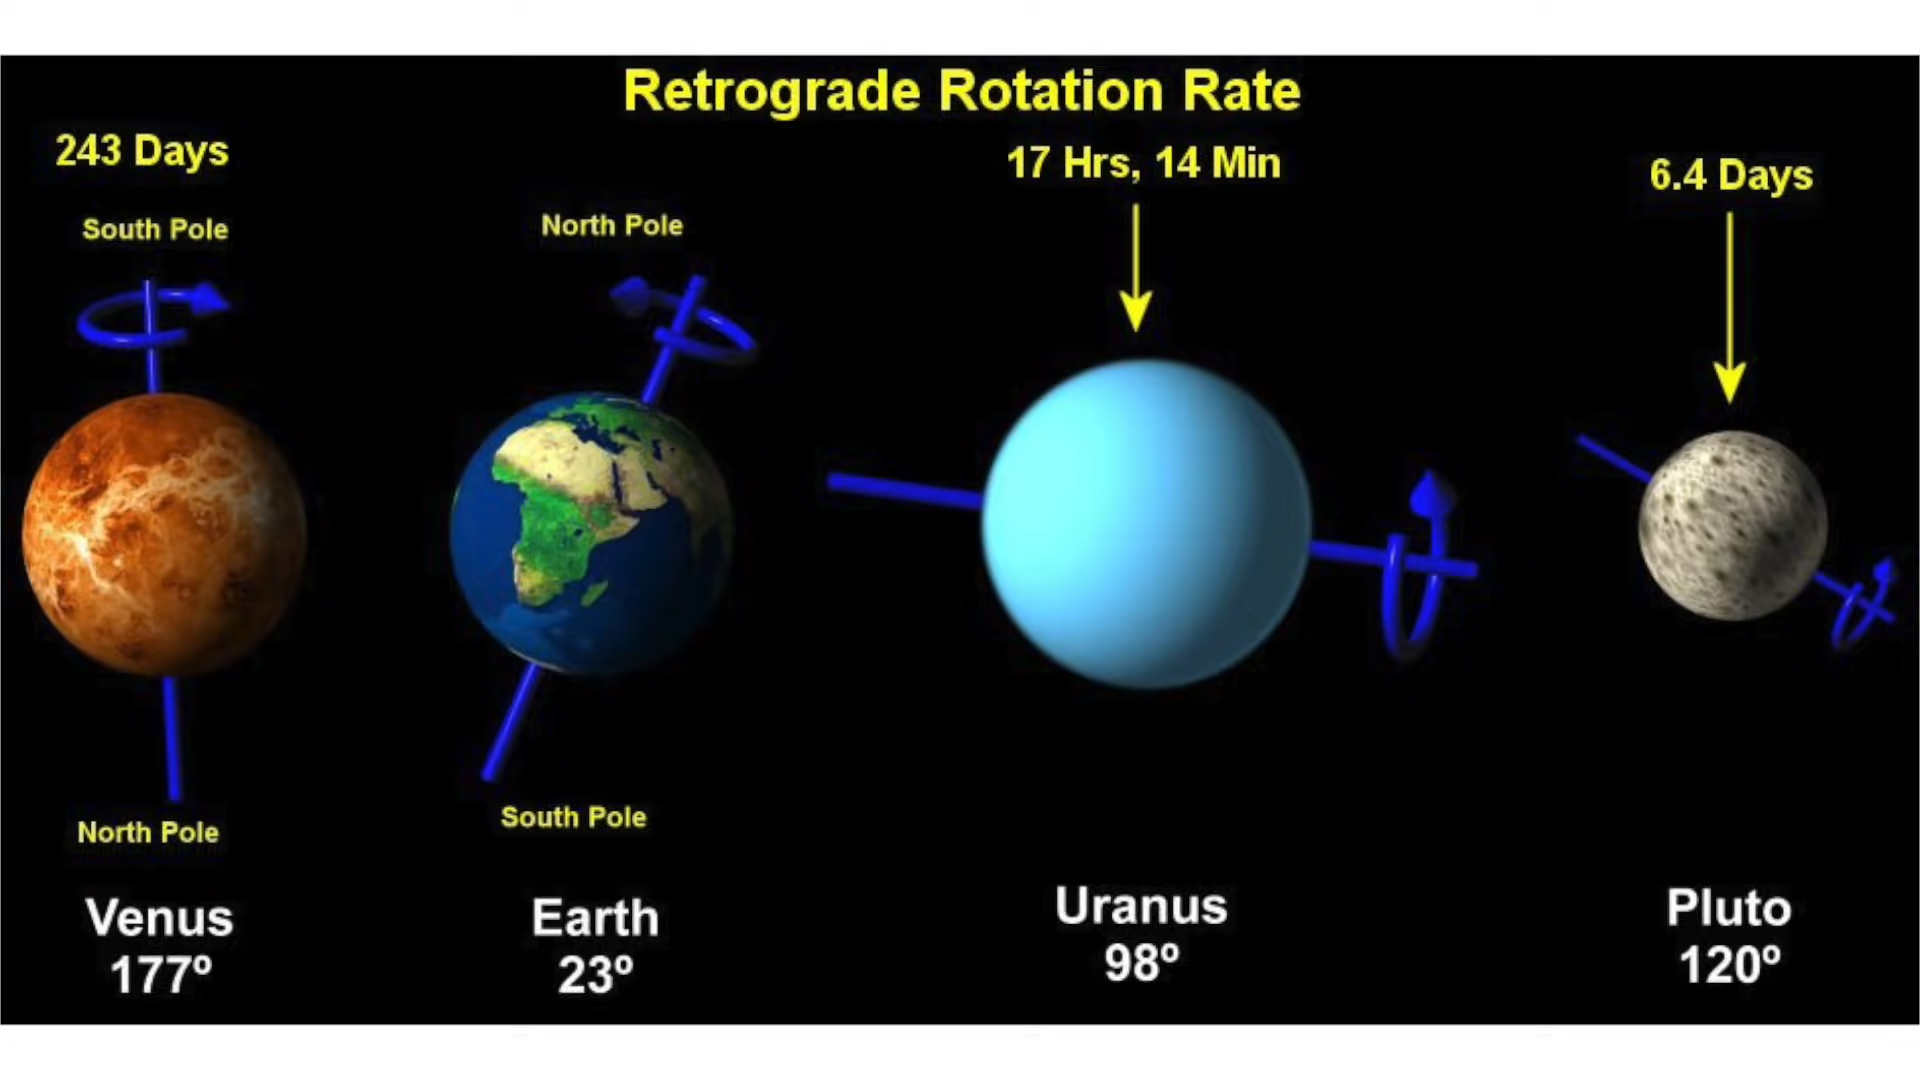 Retrograde Rotation Rate
243 Days
South Pole
North Pole
Venus
177º
North Pole
South Pole
Earth
23º
17 Hrs, 14 Min
Uranus
98º
6.4 Days
Pluto
120º